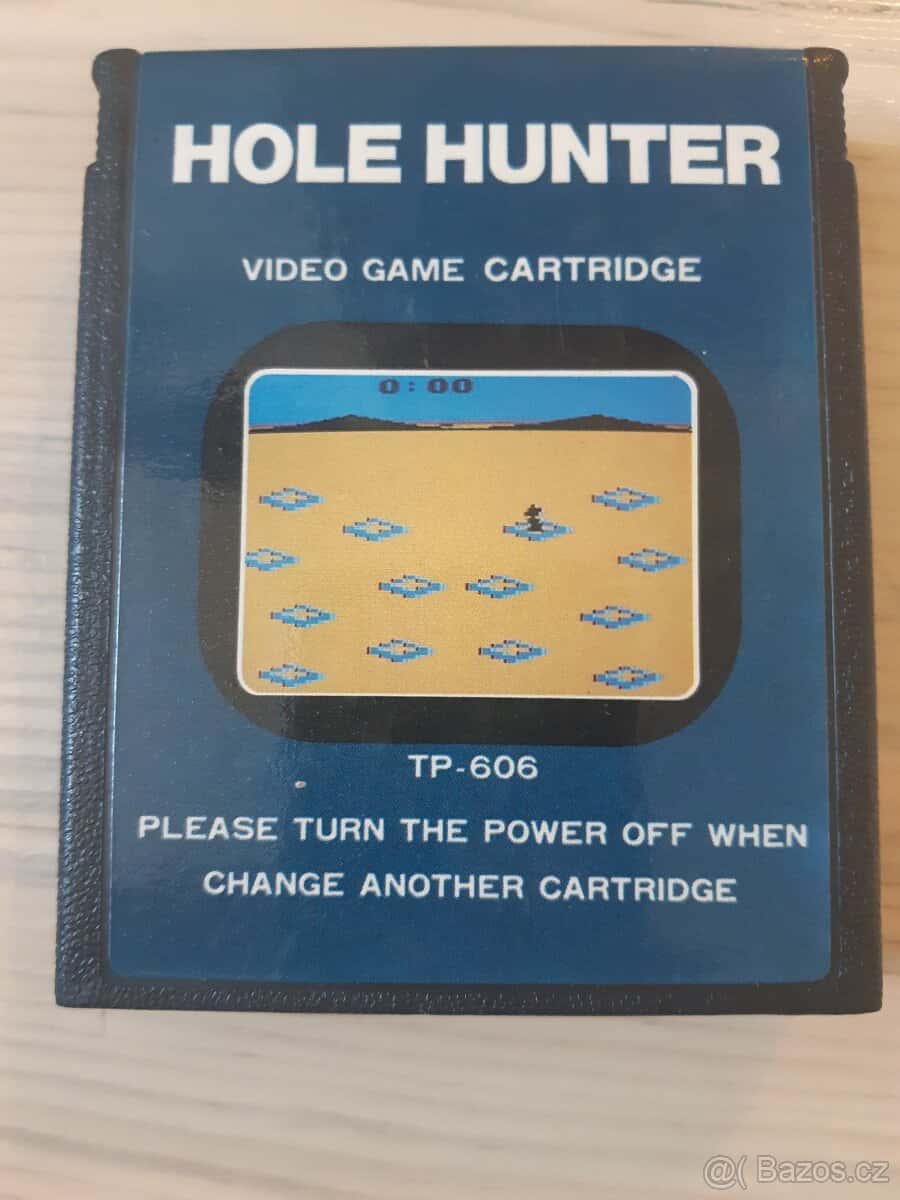 HOLE HUNTER
VIDEO GAME CARTRIDGE
0:00
TP-606
PLEASE TURN THE POWER OFF WHEN
CHANGE ANOTHER CARTRIDGE
@( Bazos.cz